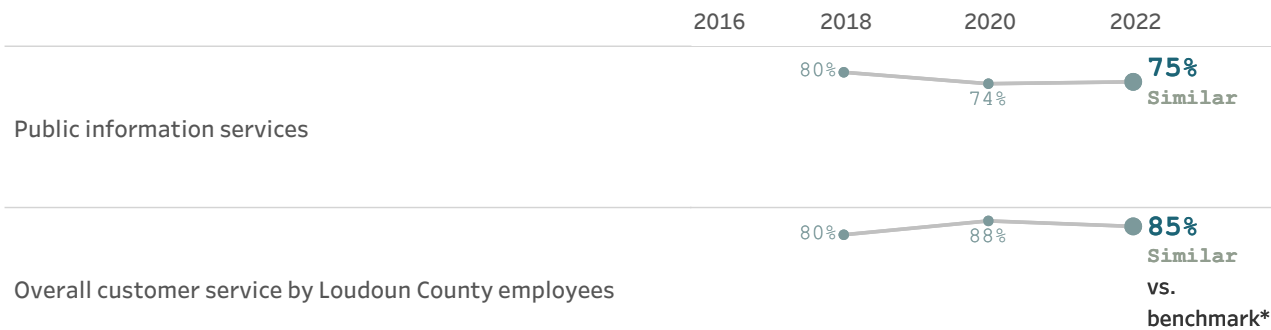 2016 2018 2020 2022
80% 74% 75%
Similar
Public information services
80% 88% 85%
Similar
Overall customer service by Loudoun County employees
vs.
benchmark*